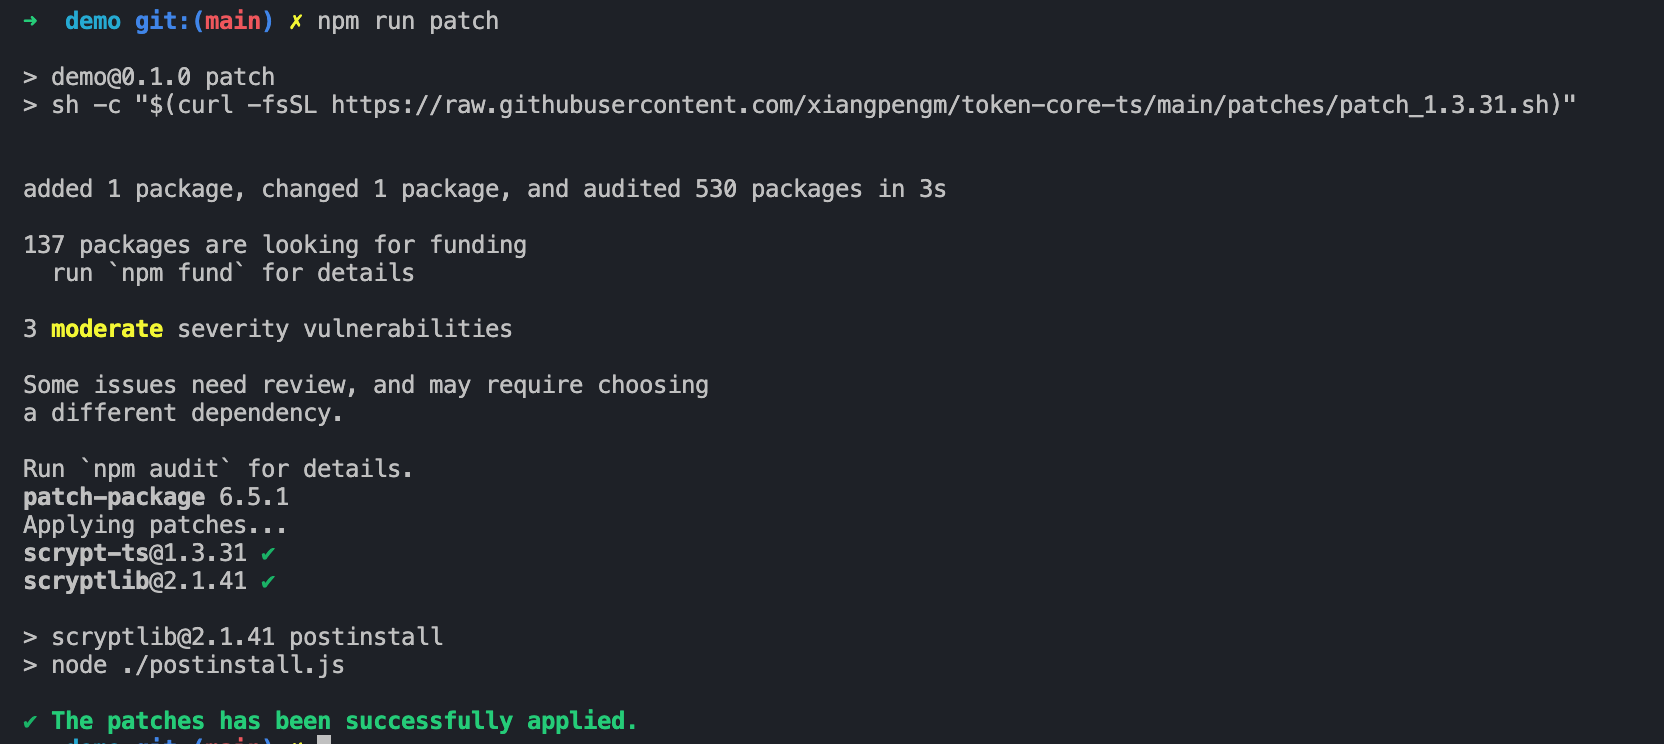 ➜ demo git:(main) ✗ npm run patch
> demo@0.1.0 patch
> sh -c "$(curl -fsSL https://raw.githubusercontent.com/xiangpengm/token-core-ts/main/patches/patch_1.3.31.sh)"
added 1 package, changed 1 package, and audited 530 packages in 3s
137 packages are looking for funding
run `npm fund` for details
3 moderate severity vulnerabilities
Some issues need review, and may require choosing
a different dependency.
Run `npm audit` for details.
patch-package 6.5.1
Applying patches...
scrypt-ts@1.3.31 ✔
scryptlib@2.1.41 ✔
> scryptlib@2.1.41 postinstall
> node ./postinstall.js
✔ The patches has been successfully applied.
demo git:(main) ✗